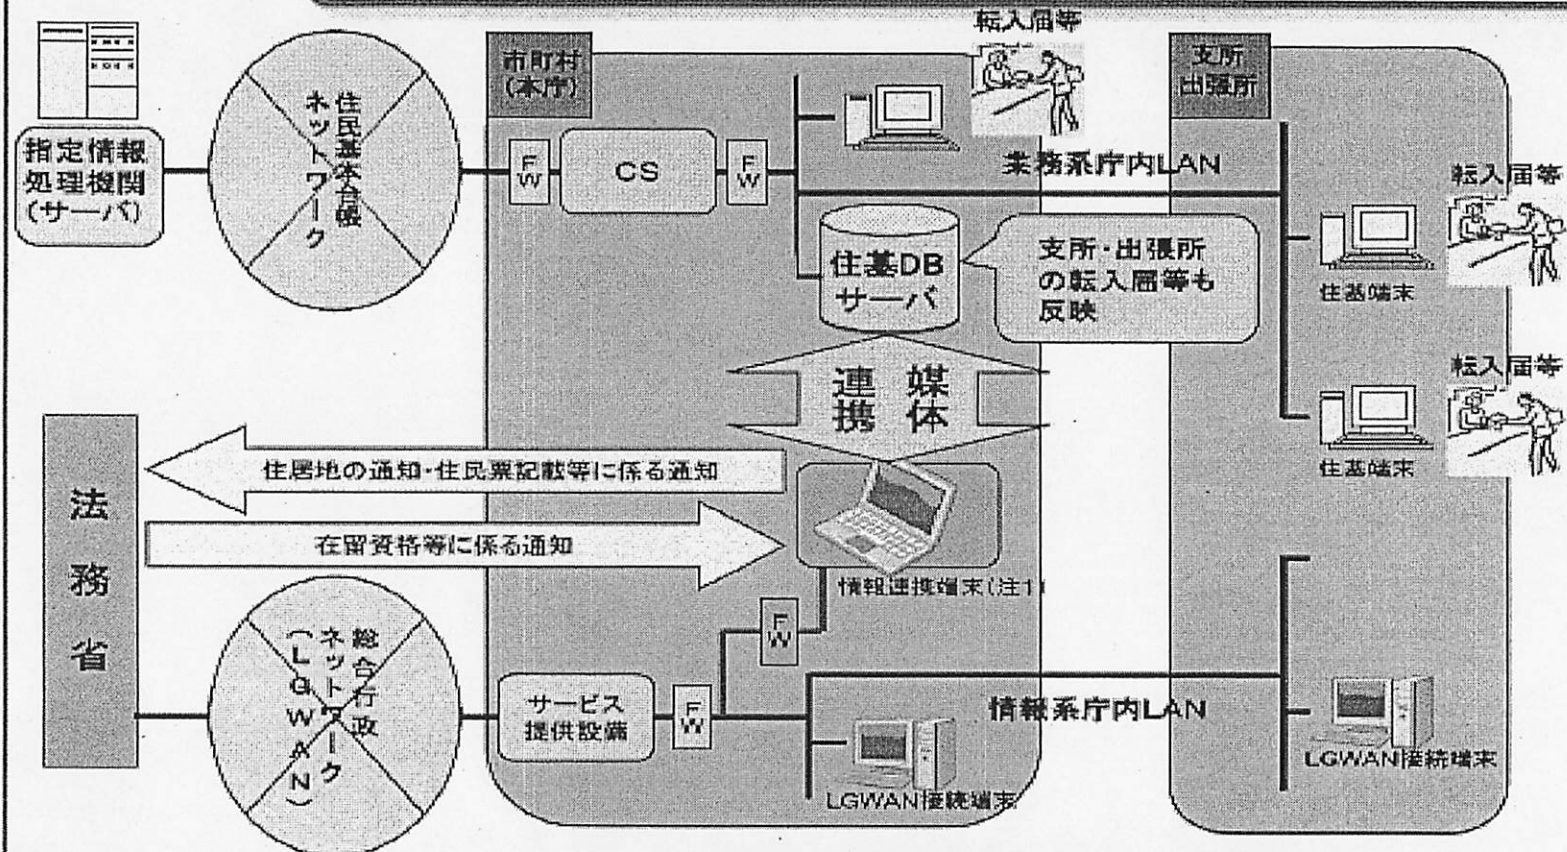 指定情報
処理機関
(サーバ)
住民基本台帳
ネットワーク
市町村
(本庁)
FW
CS
FW
転入届等
業務系庁内LAN
支所
出張所
転入届等
住基端末
転入届等
住基端末
住基DB
サーバ
支所・出張所
の転入届等も
反映
媒体
連携
法務省
住居地の通知・住民票記載等に係る通知
在留資格等に係る通知
情報連携端末(注1)
FW
総合行政
ネットワーク
(LGWAN)
サービス
提供設備
FW
情報系庁内LAN
LGWAN接続端末
LGWAN接続端末